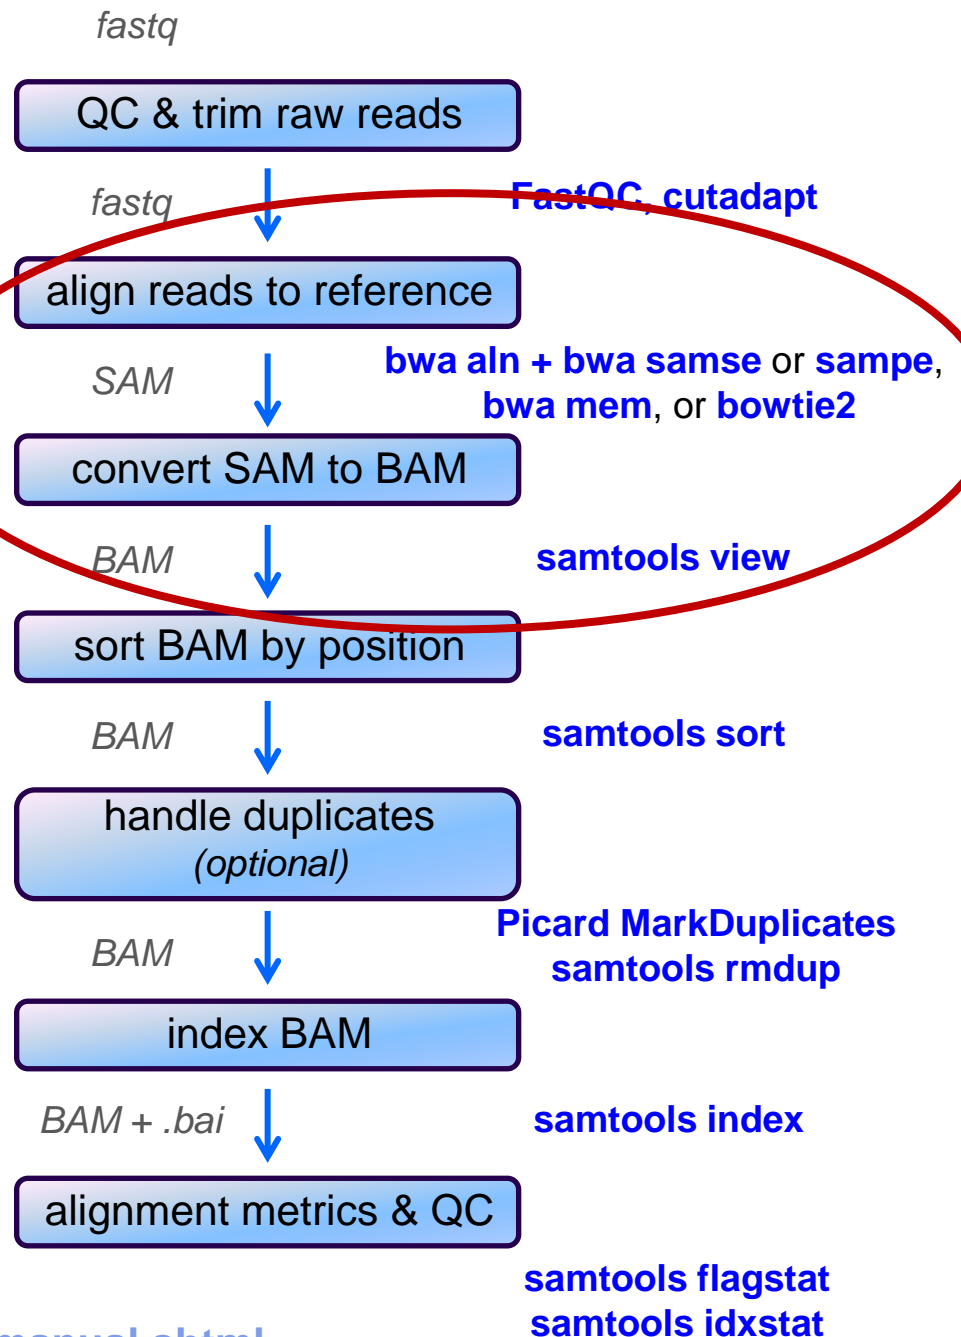 fastq
QC & trim raw reads
fastq
FastQC, cutadapt
align reads to reference
SAM
bwa aln + bwa samse or sampe,
bwa mem, or bowtie2
convert SAM to BAM
BAM
samtools view
sort BAM by position
BAM
samtools sort
handle duplicates
(optional)
BAM
Picard MarkDuplicates
samtools rmdup
index BAM
BAM + .bai
samtools index
alignment metrics & QC
samtools flagstat
samtools idxstat
manual.shtml